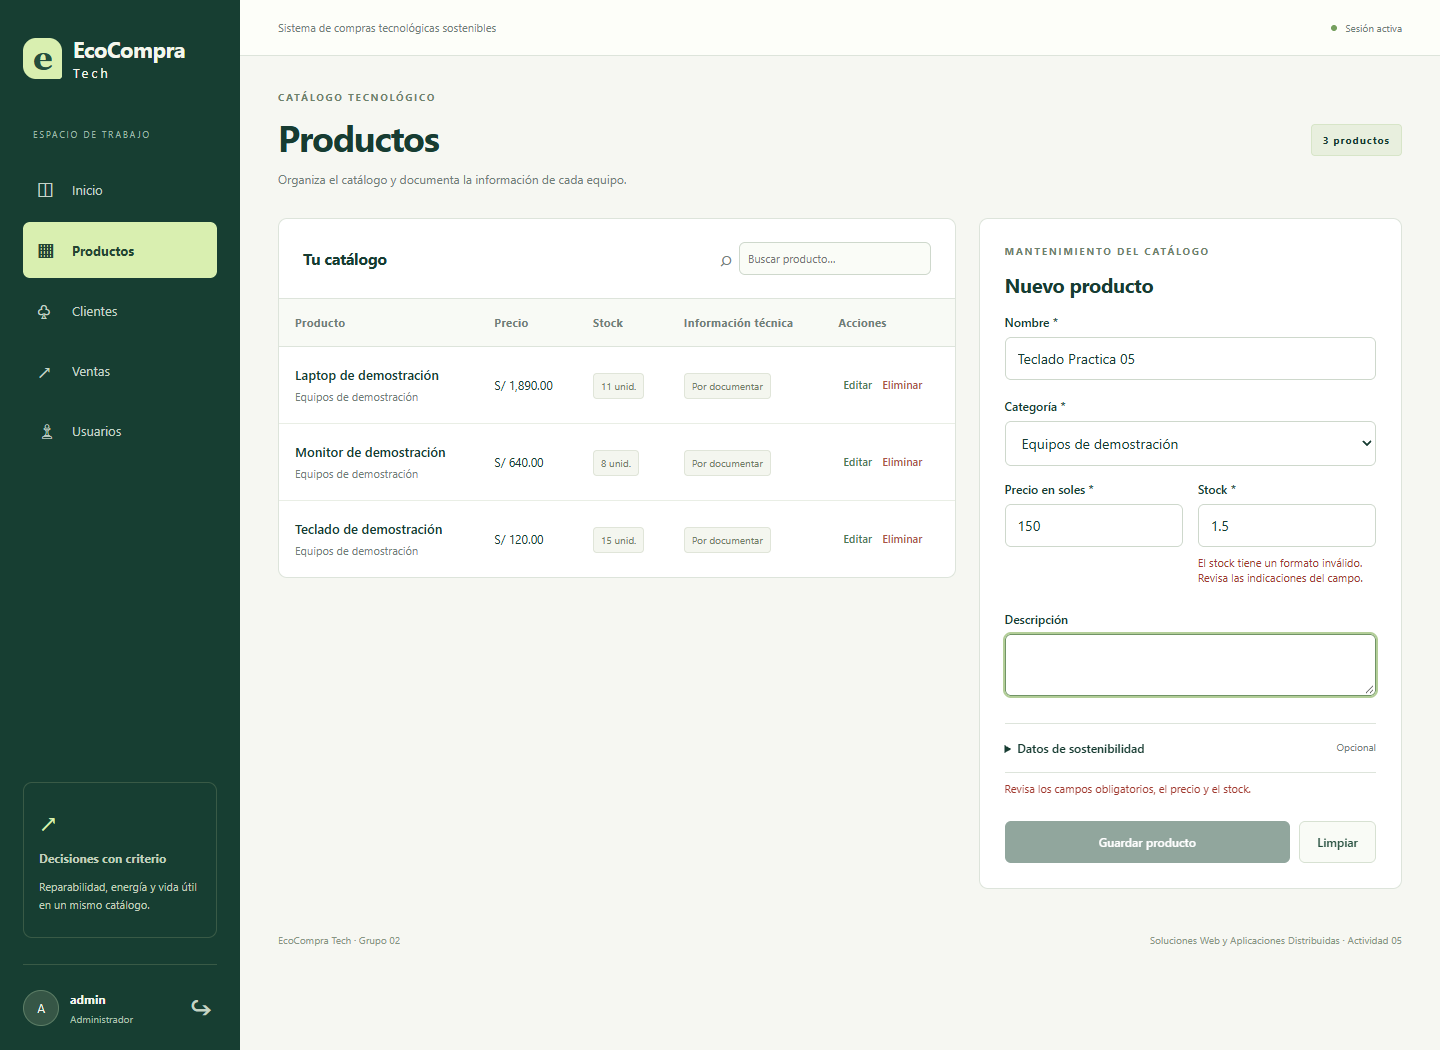 e EcoCompra
Tech
ESPACIO DE TRABAJO
Inicio
Productos
Clientes
Ventas
Usuarios
Decisiones con criterio
Reparabilidad, energía y vida útil
en un mismo catálogo.
A
admin
Administrador
Sistema de compras tecnológicas sostenibles
Sesión activa
CATÁLOGO TECNOLÓGICO
Productos
3 productos
Organiza el catálogo y documenta la información de cada equipo.
Tu catálogo
Buscar producto...
Producto Precio Stock Información técnica Acciones
Laptop de demostración
Equipos de demostración
S/ 1,890.00 11 unid. Por documentar Editar Eliminar
Monitor de demostración
Equipos de demostración
S/ 640.00 8 unid. Por documentar Editar Eliminar
Teclado de demostración
Equipos de demostración
S/ 120.00 15 unid. Por documentar Editar Eliminar
MANTENIMIENTO DEL CATÁLOGO
Nuevo producto
Nombre *
Teclado Practica 05
Categoría *
Equipos de demostración
Precio en soles * Stock *
150 1.5
El stock tiene un formato inválido.
Revisa las indicaciones del campo.
Descripción
Datos de sostenibilidad Opcional
Revisa los campos obligatorios, el precio y el stock.
Guardar producto Limpiar
EcoCompra Tech · Grupo 02
Soluciones Web y Aplicaciones Distribuidas · Actividad 05